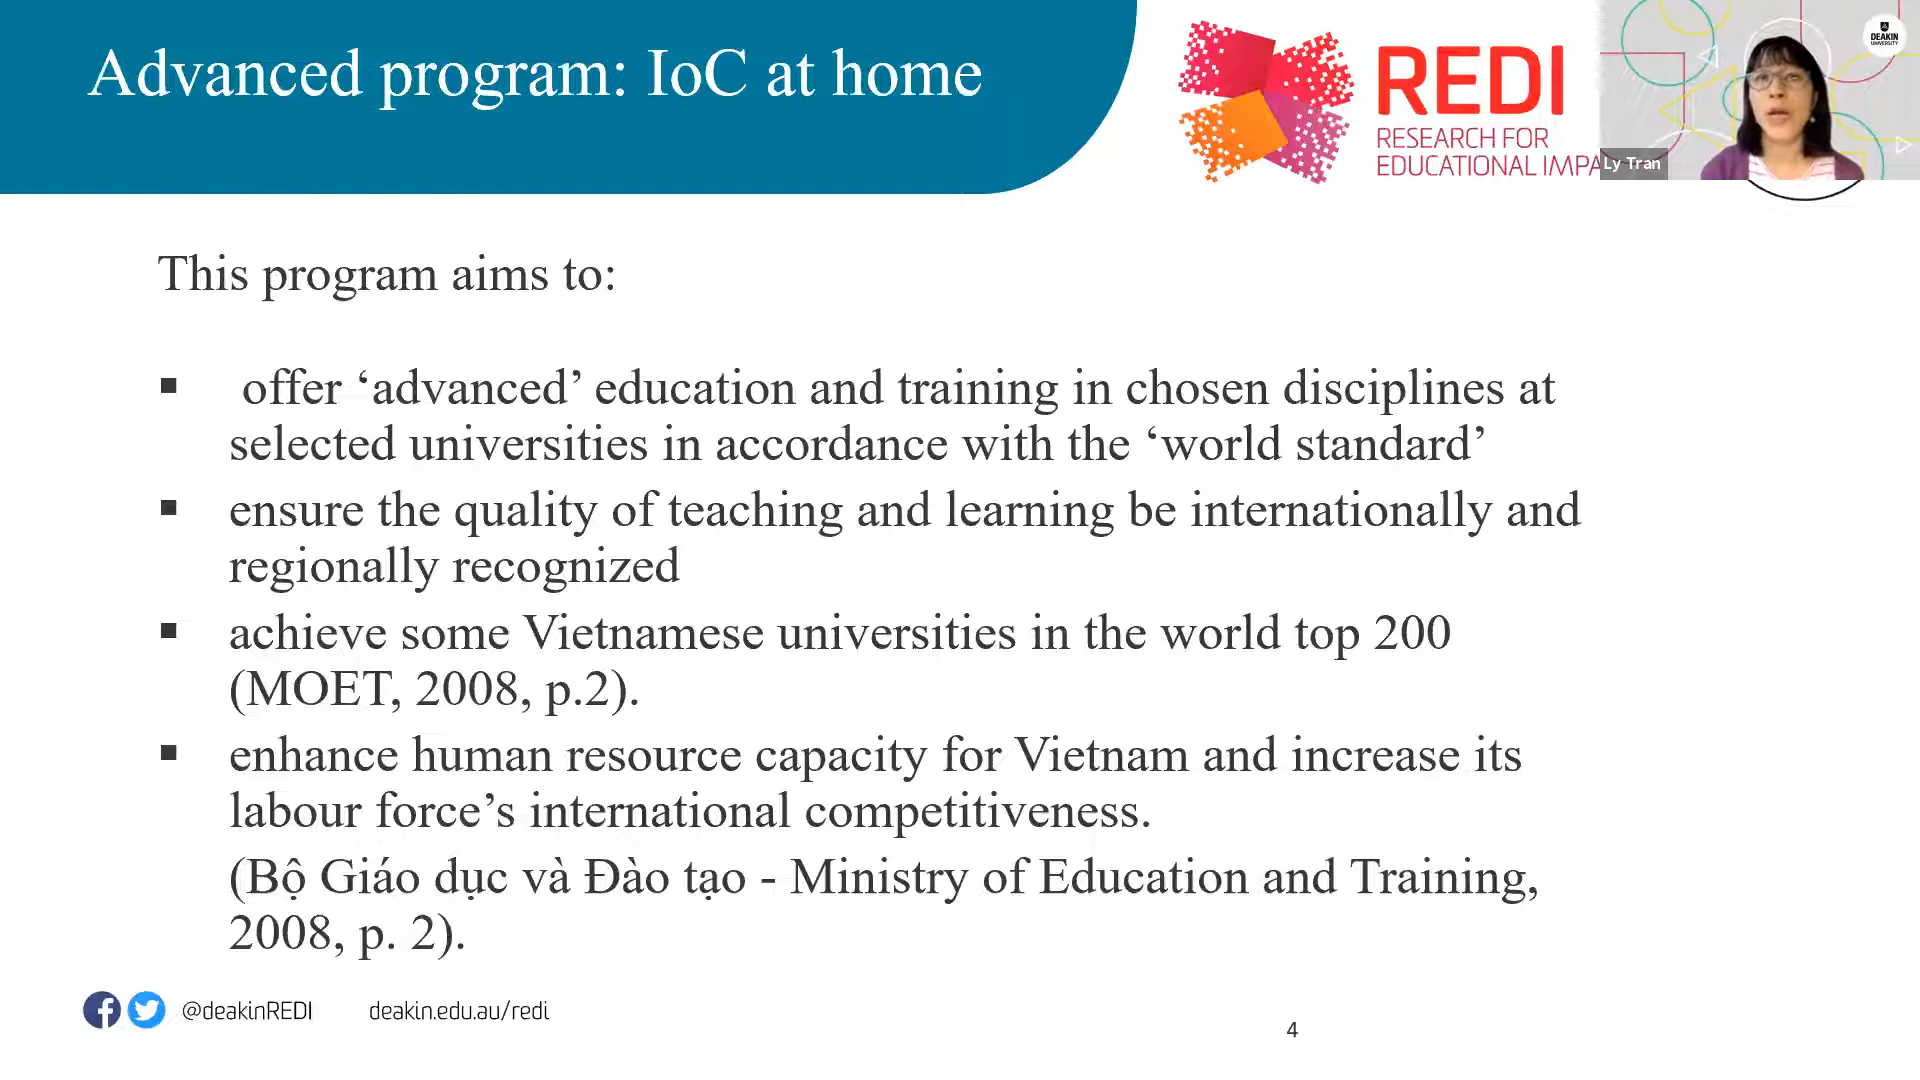 Advanced program: IoC at home
REDI
RESEARCH FOR
EDUCATIONAL IMPA
Ly Tran
DEAKIN
UNIVERSITY
This program aims to:
▪ offer ‘advanced’ education and training in chosen disciplines at
selected universities in accordance with the ‘world standard’
▪ ensure the quality of teaching and learning be internationally and
regionally recognized
▪ achieve some Vietnamese universities in the world top 200
(MOET, 2008, p.2).
▪ enhance human resource capacity for Vietnam and increase its
labour force’s international competitiveness.
(Bộ Giáo dục và Đào tạo - Ministry of Education and Training,
2008, p. 2).
@deakinREDI deakin.edu.au/redi
4